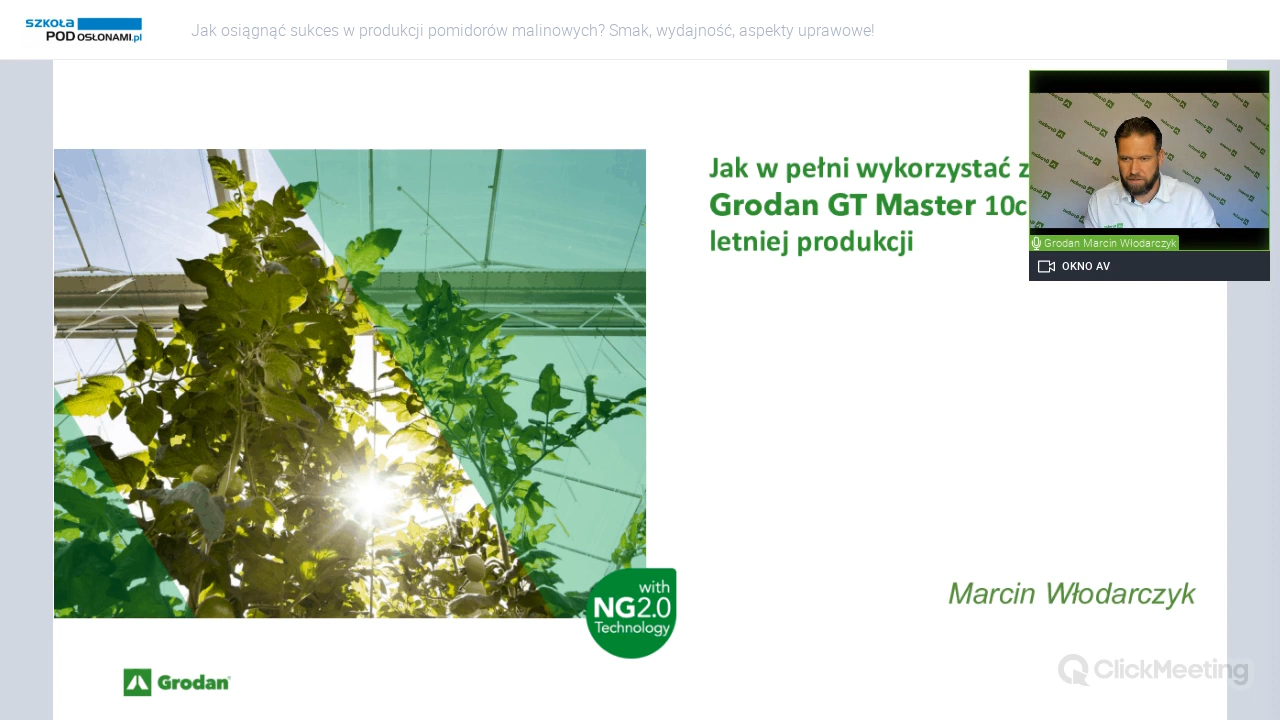 SZKOŁA
POD OSŁONAMI.pl
Jak osiągnąć sukces w produkcji pomidorów malinowych? Smak, wydajność, aspekty uprawowe!
Jak w pełni wykorzystać
Grodan GT Master 10c
letniej produkcji
Grodan Marcin Włodarczyk
OKNO AV
with
NG2.0
Technology
Marcin Włodarczyk
ClickMeeting
Grodan